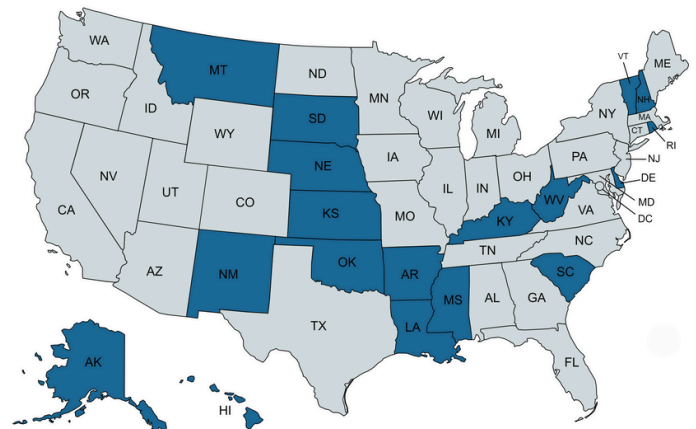 WA
MT
ND
MN
ME
VT
NH
OR
ID
SD
WI
MI
NY
MA
CT
RI
WY
NE
IA
PA
NJ
NV
UT
CO
KS
MO
IL
IN
OH
DE
MD
DC
WV
VA
KY
CA
AZ
NM
OK
AR
TN
NC
SC
TX
LA
MS
AL
GA
FL
AK
HI